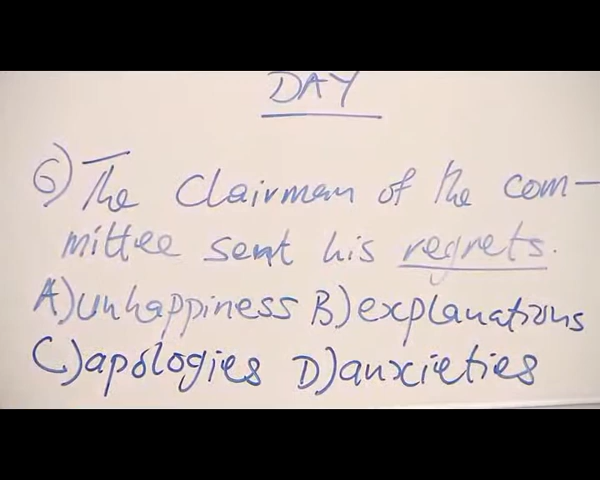 DAY
6) The Clairman of the com-
mittee sent his regrets.
A) unhappiness B) explanations
C) apologies D) anxieties